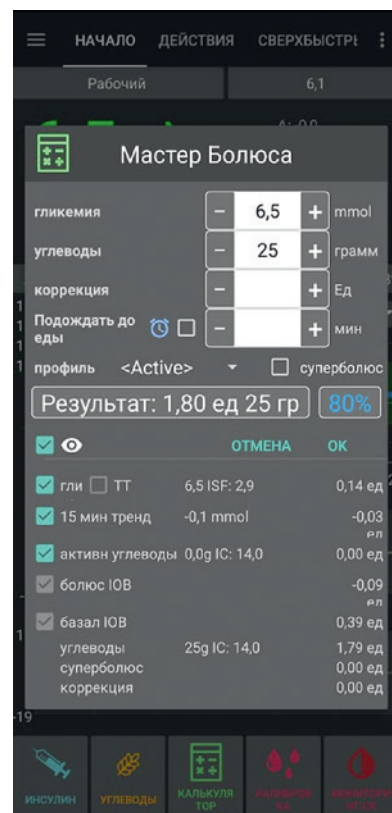 НАЧАЛО ДЕЙСТВИЯ СВЕРХБЫСТРЫ
Рабочий 6,1
Мастер Болюса
гликемия − 6,5 + mmol
углеводы − 25 + грамм
коррекция − + Ед
Подождать до еды − + мин
профиль <Active> суперболюс
Результат: 1,80 ед 25 гр 80%
ОТМЕНА OK
гли ТТ 6,5 ISF: 2,9 0,14 ед
15 мин тренд -0,1 mmol -0,03 ед
активн углеводы 0,0g IC: 14,0 0,00 ед
болюс IOB -0,09 ед
базал IOB 0,39 ед
углеводы 25g IC: 14,0 1,79 ед
суперболюс 0,00 ед
коррекция 0,00 ед
-19
ИНСУЛИН УГЛЕВОДЫ КАЛЬКУЛЯТОР